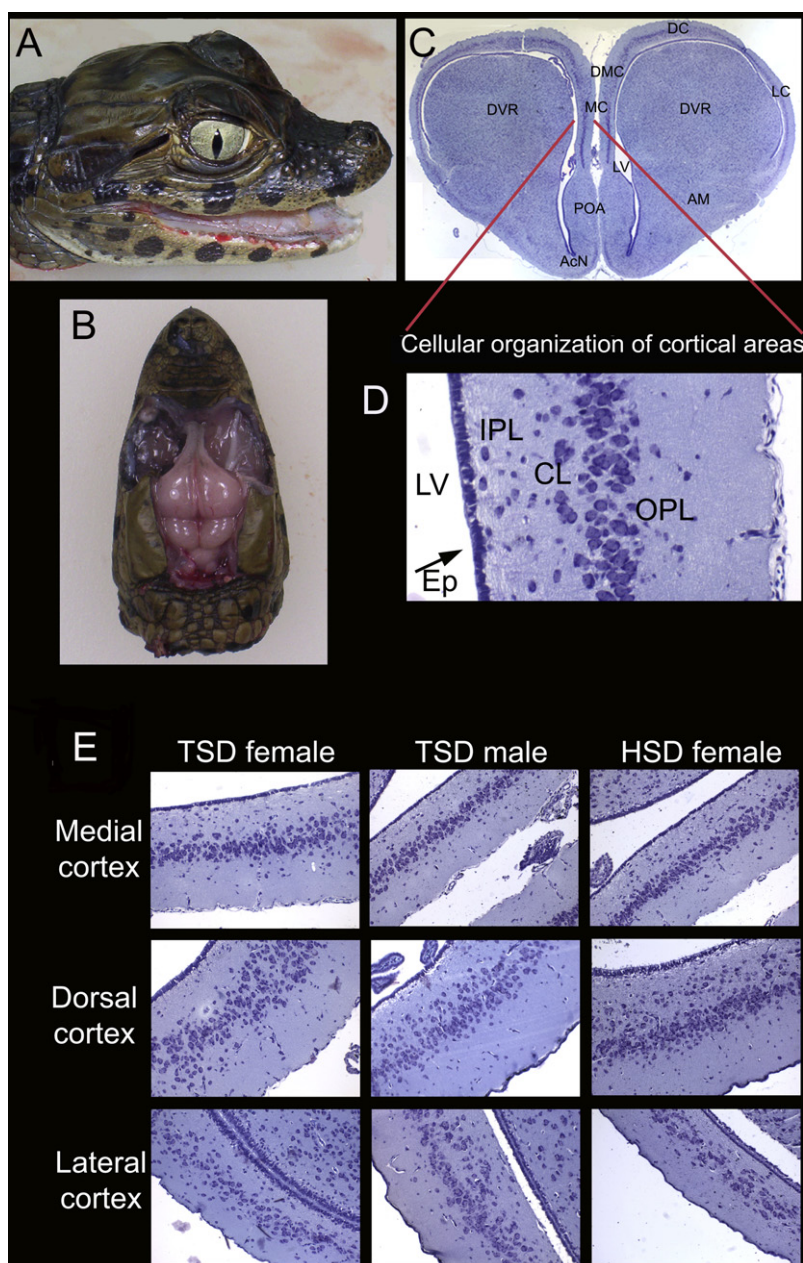 A
C
DC
DMC
LC
DVR
MC
DVR
LV
POA
AM
AcN
B
Cellular organization of cortical areas
D
IPL
LV
CL
OPL
Ep
E
TSD female
TSD male
HSD female
Medial
cortex
Dorsal
cortex
Lateral
cortex